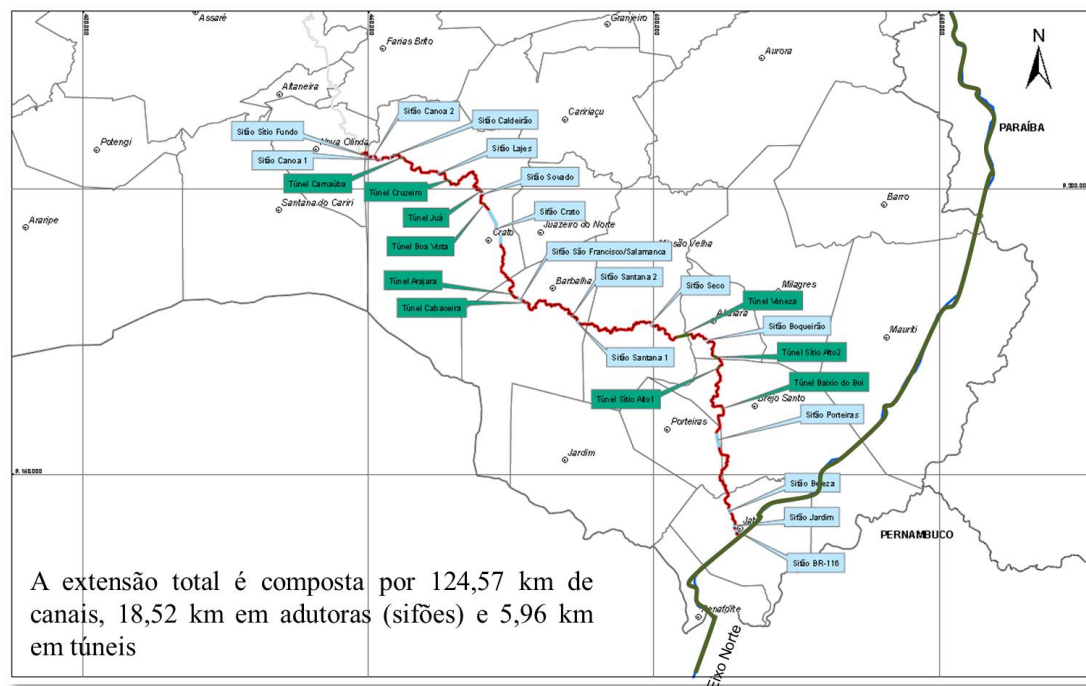 Assaré
Granjeiro
Farias Brito
Aurora
N
Altaneira
Sifão Canoa 2
Caririaçu
PARAÍBA
Sifão Sítio Fundo
Sifão Caldeirão
Potengi
Nova Olinda
Sifão Lajes
Sifão Canoa 1
Túnel Carnaúba
Túnel Cruzeiro
Sifão Sovado
Santana do Cariri
Túnel Juá
Sifão Crato
Barro
Araripe
Juazeiro do Norte
Túnel Boa Vista
Crato
Sifão São Francisco/Salamanca
Sifão Santana 2
Túnel Arajara
Barbalha
Sifão Seco
Milagres
Túnel Cabaceira
Túnel Veneza
Sifão Boqueirão
Mauriti
Sifão Santana 1
Túnel Sítio Alto2
Túnel Baixio do Boi
Túnel Sítio Alto1
Brejo Santo
Sifão Porteiras
Porteiras
Jardim
Sifão Beleza
Sifão Jardim
PERNAMBUCO
Sifão BR-116
A extensão total é composta por 124,57 km de
canais, 18,52 km em adutoras (sifões) e 5,96 km
em túneis
Penaforte
Eixo Norte